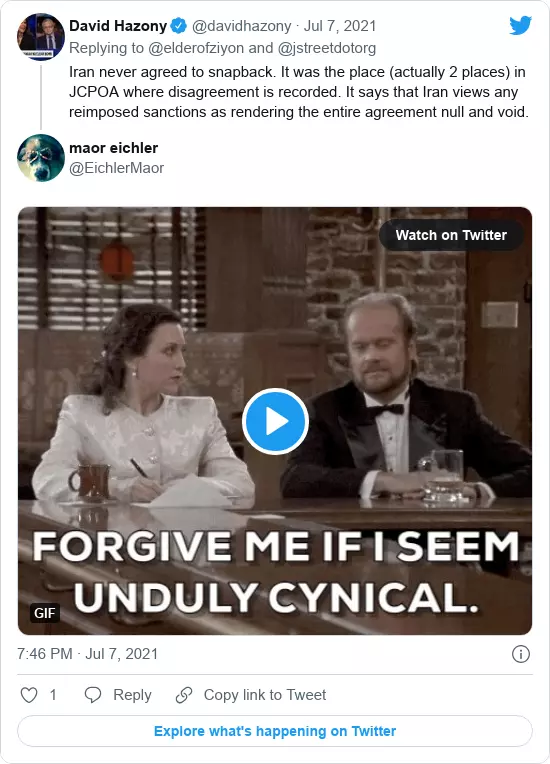 David Hazony @davidhazony · Jul 7, 2021
Replying to @elderofziyon and @jstreetdotorg
Iran never agreed to snapback. It was the place (actually 2 places) in
JCPOA where disagreement is recorded. It says that Iran views any
reimposed sanctions as rendering the entire agreement null and void.
maor eichler
@EichlerMaor
Watch on Twitter
FORGIVE ME IF I SEEM
UNDULY CYNICAL.
GIF
7:46 PM · Jul 7, 2021
1 Reply Copy link to Tweet
Explore what's happening on Twitter